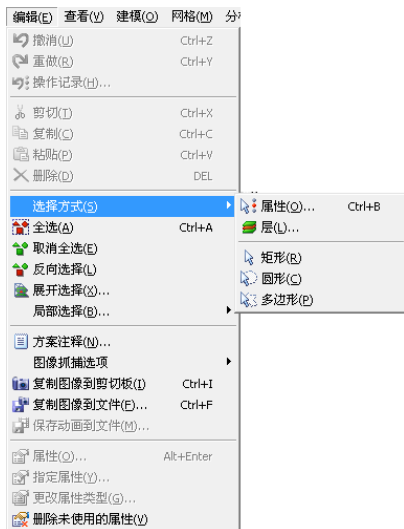 编辑(E) 查看(V) 建模(O) 网格(M)
撤消(U) Ctrl+Z
重做(R) Ctrl+Y
操作记录(H)...
剪切(T) Ctrl+X
复制(C) Ctrl+C
粘贴(P) Ctrl+V
删除(D) DEL
选择方式(S)
全选(A) Ctrl+A
取消全选(E)
反向选择(L)
展开选择(X)...
局部选择(B)...
方案注释(N)...
图像抓捕选项
复制图像到剪切板(I) Ctrl+I
复制图像到文件(F)... Ctrl+F
保存动画到文件(M)...
属性(O)... Alt+Enter
指定属性(Y)...
更改属性类型(G)...
删除未使用的属性(V)
属性(O)... Ctrl+B
层(L)...
矩形(R)
圆形(C)
多边形(P)